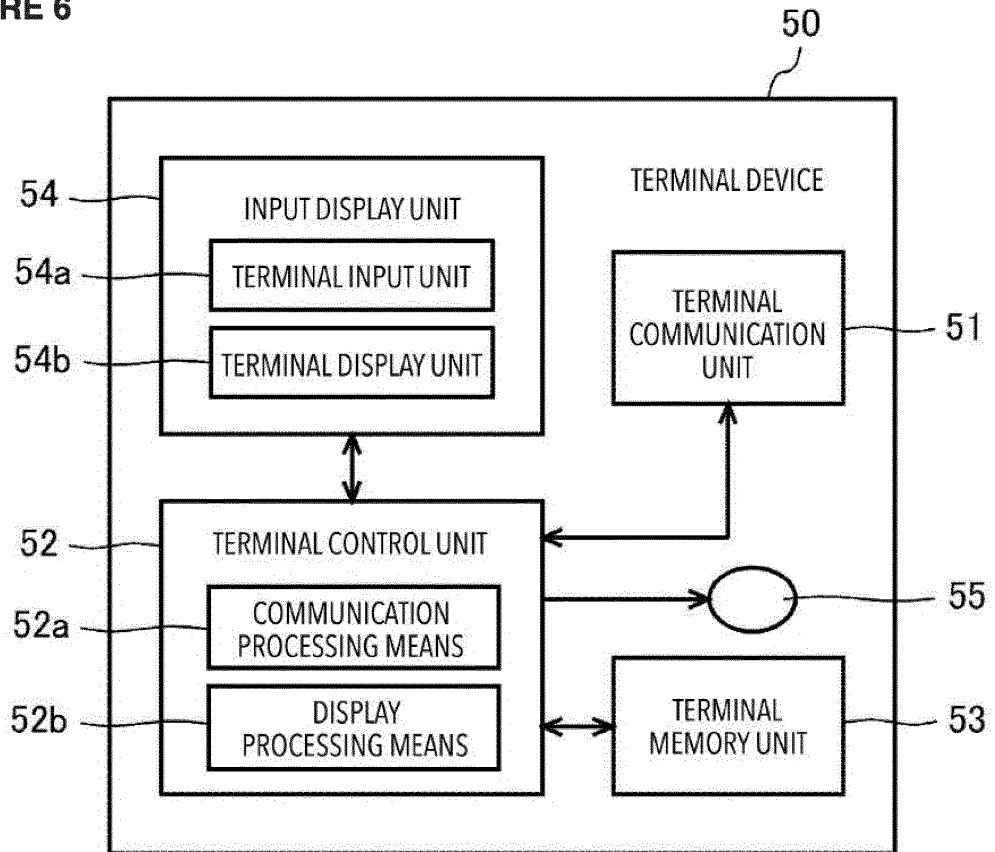 RE 6
50
TERMINAL DEVICE
54
INPUT DISPLAY UNIT
54a
TERMINAL INPUT UNIT
54b
TERMINAL DISPLAY UNIT
TERMINAL
COMMUNICATION
UNIT
51
52
TERMINAL CONTROL UNIT
52a
COMMUNICATION
PROCESSING MEANS
52b
DISPLAY
PROCESSING MEANS
55
TERMINAL
MEMORY UNIT
53